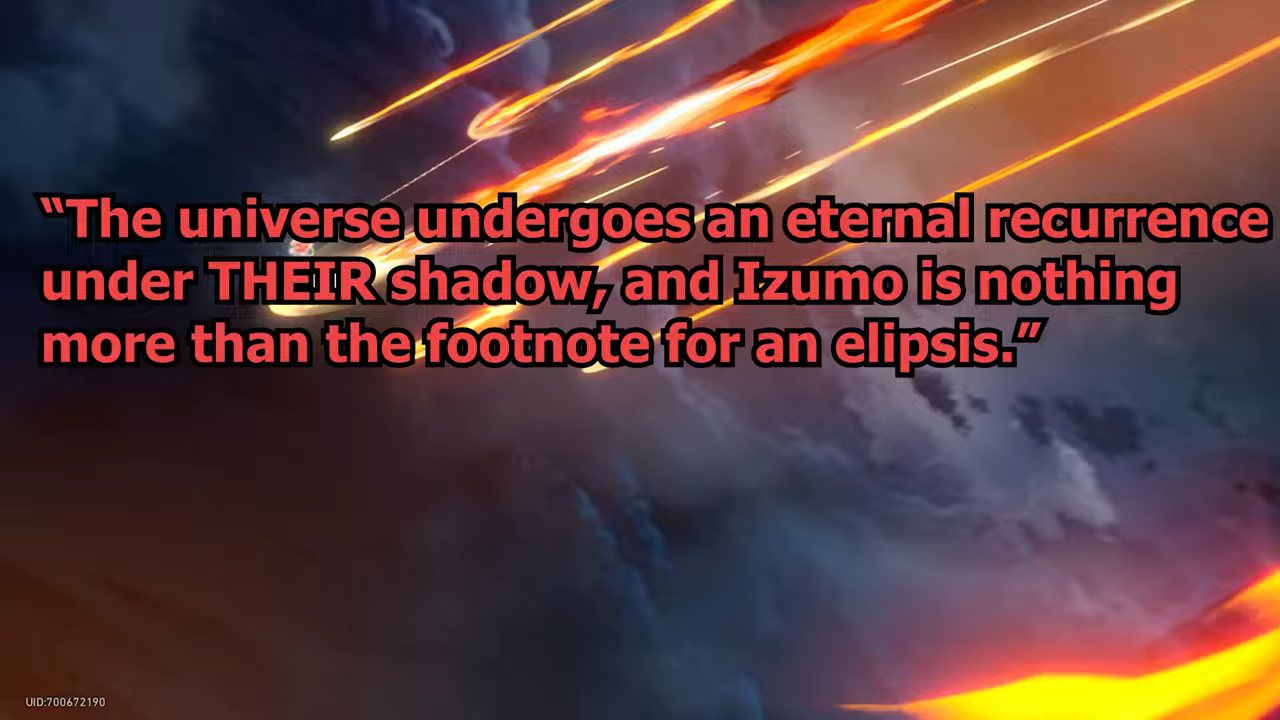 “The universe undergoes an eternal recurrence
under THEIR shadow, and Izumo is nothing
more than the footnote for an elipsis.”
UID:700672190